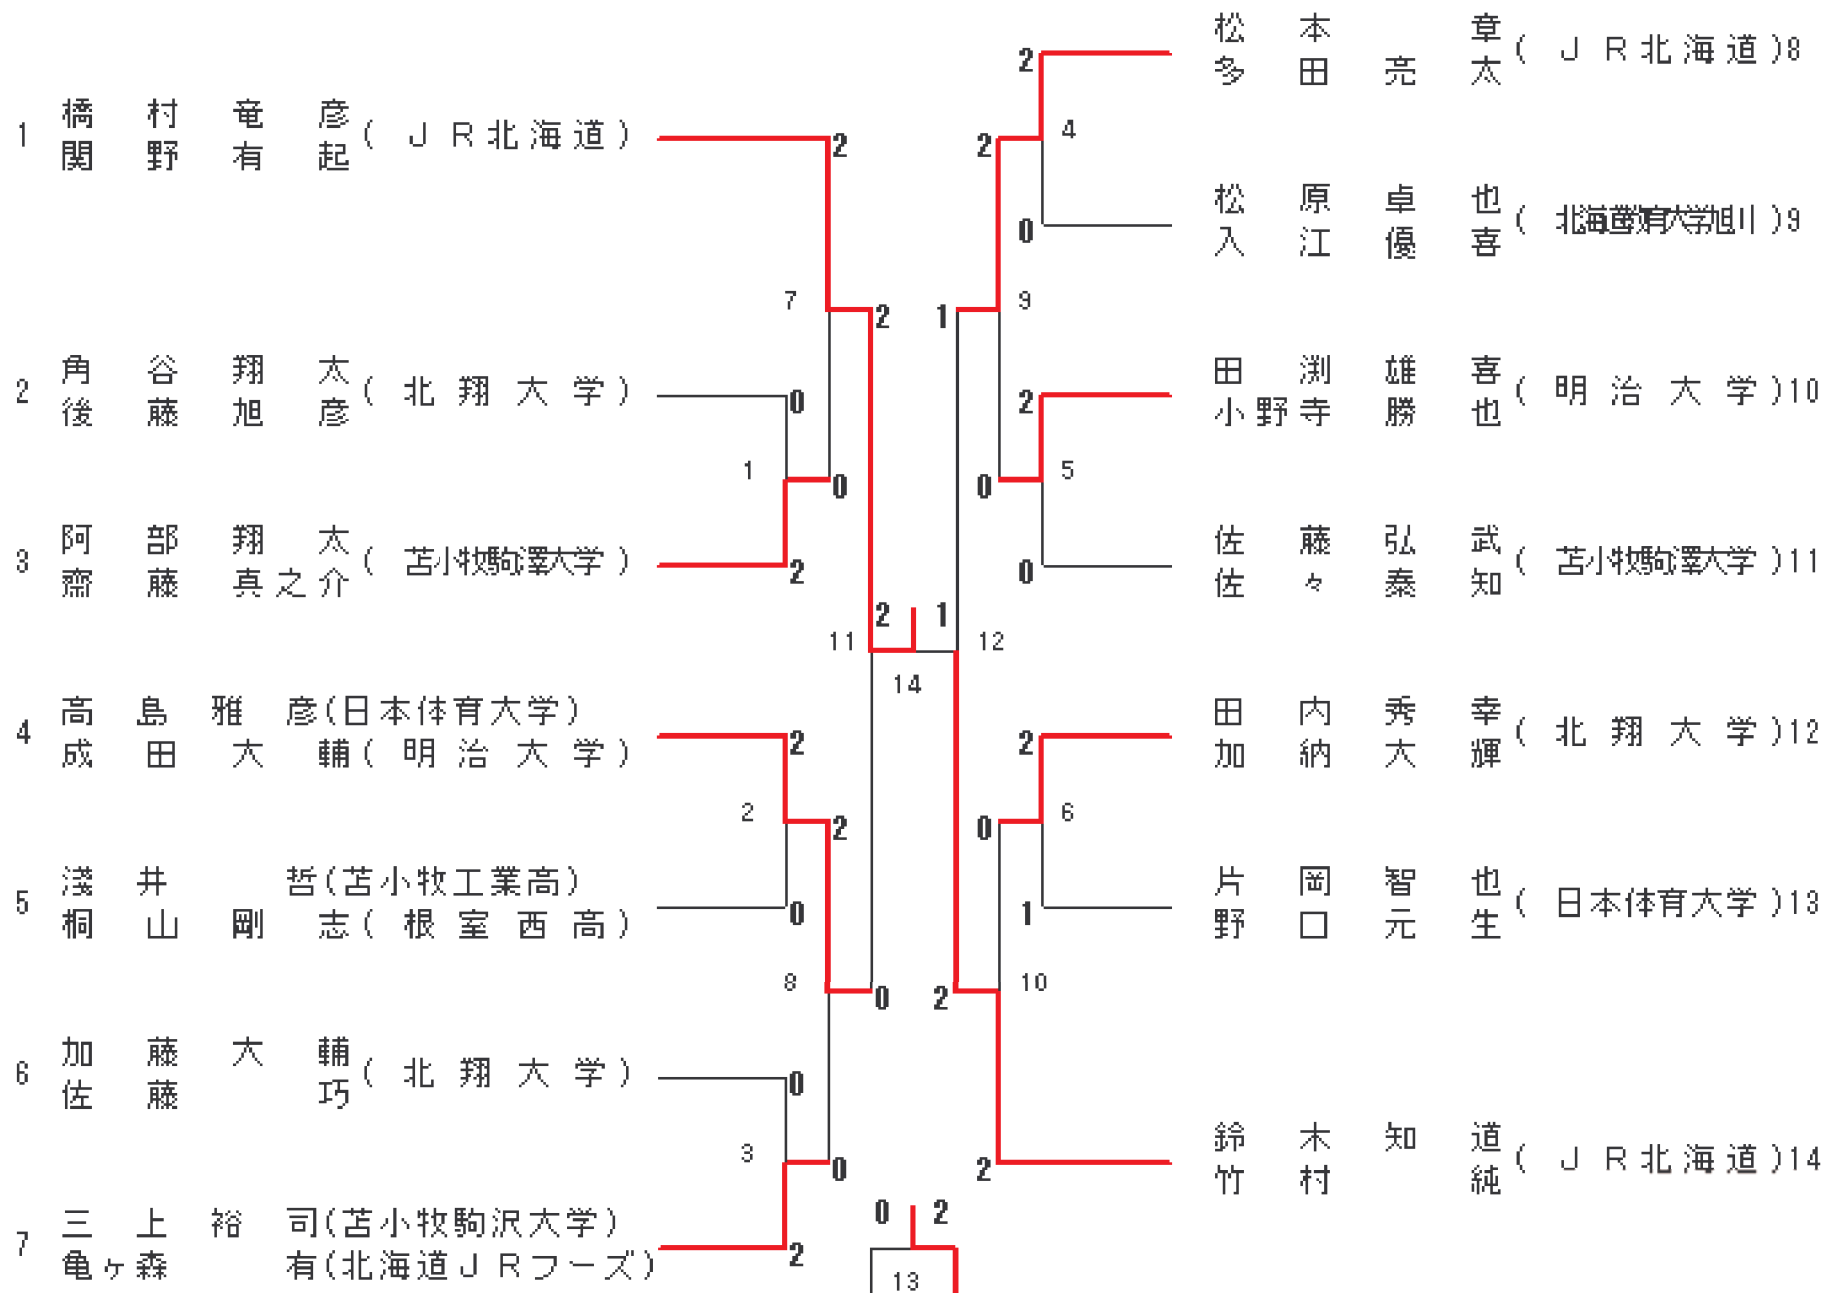 1 橋村竜彦
関野有起 (ＪＲ北海道)
2 角谷翔太
後藤旭彦 (北翔大学)
3 阿部翔太
齋藤真之介 (苫小牧駒澤大学)
4 高島雅彦(日本体育大学)
成田大輔(明治大学)
5 淺井哲(苫小牧工業高)
桐山剛志(根室西高)
6 加藤大輔
佐藤巧 (北翔大学)
7 三上裕司(苫小牧駒沢大学)
亀ヶ森有(北海道ＪＲフーズ)
2
7
0
1
0
2
2
2
0
2
2
0
8
0
3
0
2
11
2
0
2 1
14
12
0 2
13
1
2
2
2
4
0
9
2
0
5
0
2
0
6
1
10
2
松本章
多田亮太 (ＪＲ北海道)8
松原卓也
入江優喜 (北海道教育大学旭川)9
田渕雄喜
小野寺勝也 (明治大学)10
佐藤弘武
佐々泰知 (苫小牧駒澤大学)11
田内秀幸
加納大輝 (北翔大学)12
片岡智也
野口元生 (日本体育大学)13
鈴木知道
竹村純 (ＪＲ北海道)14